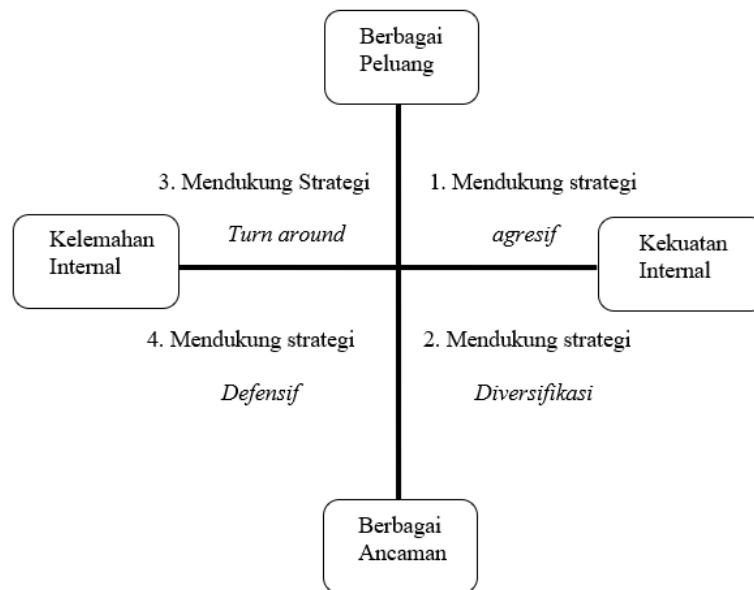 Berbagai
Peluang
3. Mendukung Strategi
Turn around
1. Mendukung strategi
agresif
Kelemahan
Internal
Kekuatan
Internal
4. Mendukung strategi
Defensif
2. Mendukung strategi
Diversifikasi
Berbagai
Ancaman